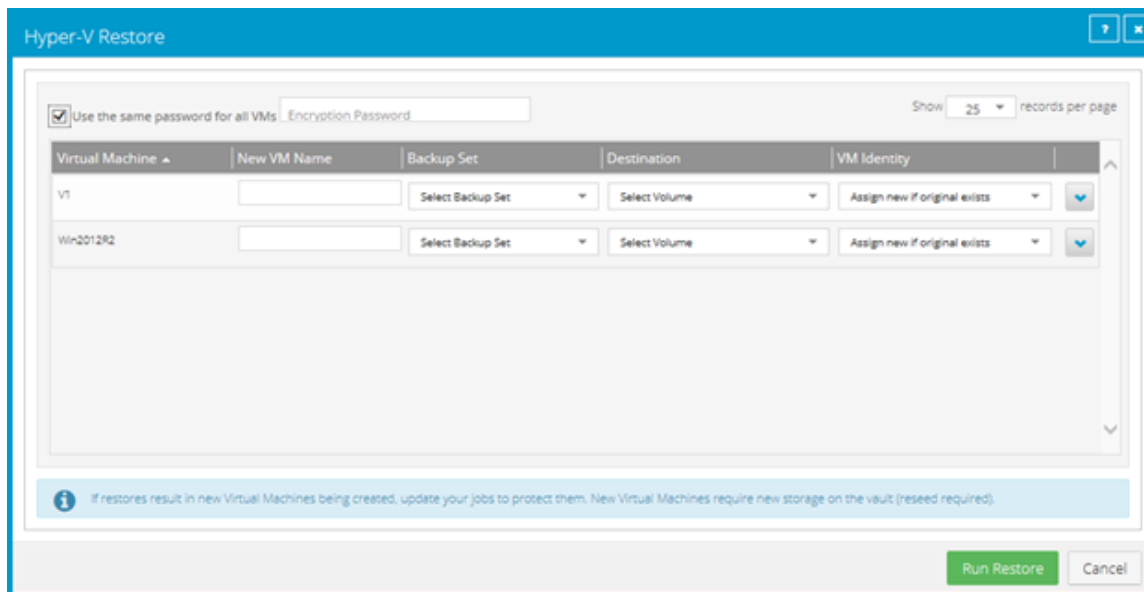 Hyper-V Restore ? x
Use the same password for all VMs Encryption Password Show 25 records per page
Virtual Machine New VM Name Backup Set Destination VM Identity
V1 Select Backup Set Select Volume Assign new if original exists
Win2012R2 Select Backup Set Select Volume Assign new if original exists
If restores result in new Virtual Machines being created, update your jobs to protect them. New Virtual Machines require new storage on the vault (reseed required).
Run Restore Cancel